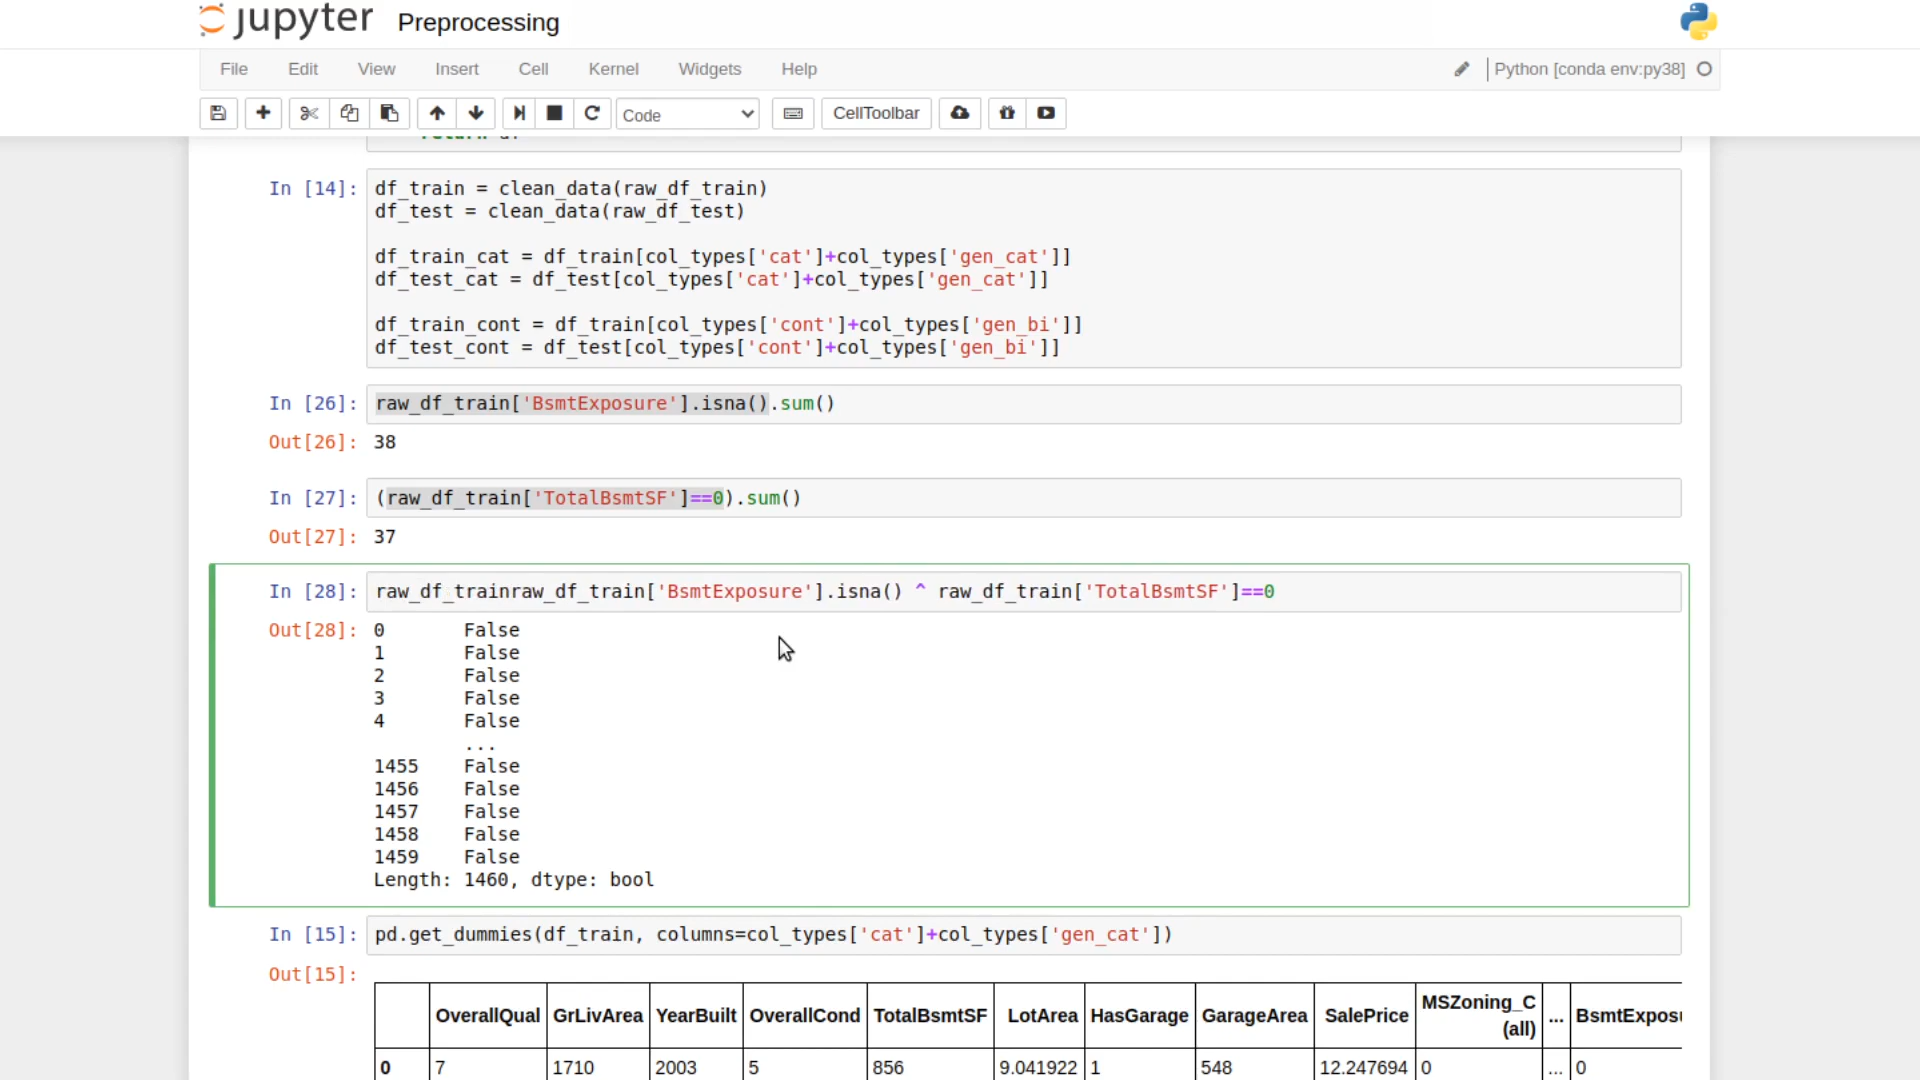 jupyter Preprocessing
File Edit View Insert Cell Kernel Widgets Help Python [conda env:py38]
Code CellToolbar
In [14]: df_train = clean_data(raw_df_train)
df_test = clean_data(raw_df_test)
df_train_cat = df_train[col_types['cat']+col_types['gen_cat']]
df_test_cat = df_test[col_types['cat']+col_types['gen_cat']]
df_train_cont = df_train[col_types['cont']+col_types['gen_bi']]
df_test_cont = df_test[col_types['cont']+col_types['gen_bi']]
In [26]: raw_df_train['BsmtExposure'].isna().sum()
Out[26]: 38
In [27]: (raw_df_train['TotalBsmtSF']==0).sum()
Out[27]: 37
In [28]: raw_df_trainraw_df_train['BsmtExposure'].isna() ^ raw_df_train['TotalBsmtSF']==0
Out[28]: 0 False
1 False
2 False
3 False
4 False
...
1455 False
1456 False
1457 False
1458 False
1459 False
Length: 1460, dtype: bool
In [15]: pd.get_dummies(df_train, columns=col_types['cat']+col_types['gen_cat'])
Out[15]:
OverallQual GrLivArea YearBuilt OverallCond TotalBsmtSF LotArea HasGarage GarageArea SalePrice MSZoning_C (all) ... BsmtExposu
0 7 1710 2003 5 856 9.041922 1 548 12.247694 0 ... 0